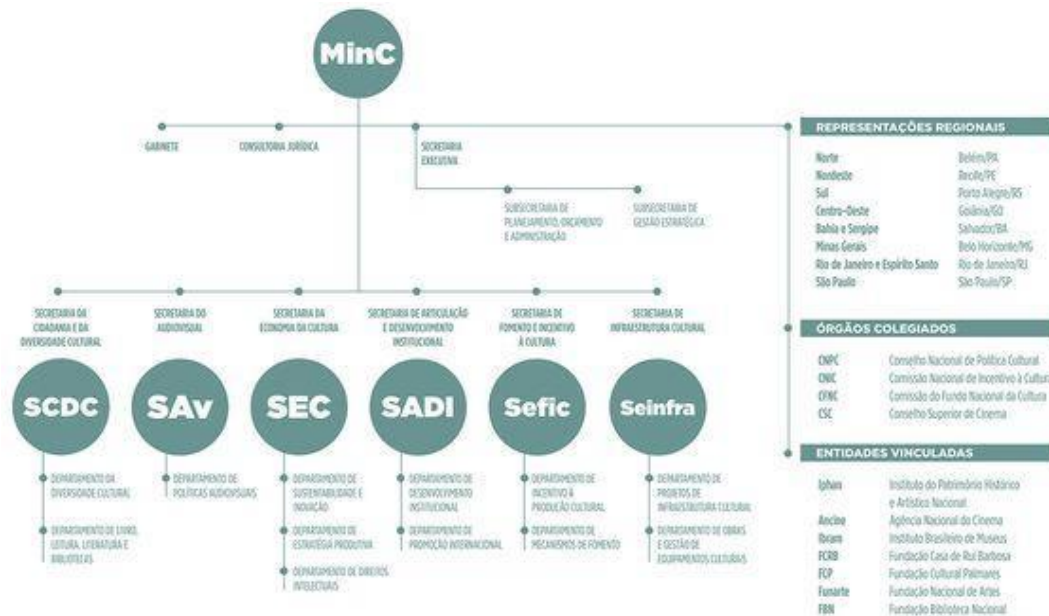 MinC
GABINETE
CONSULTORIA JURÍDICA
SECRETARIA
EXECUTIVA
SUBSECRETARIA DE
PLANEJAMENTO, ORÇAMENTO
E ADMINISTRAÇÃO
SUBSECRETARIA DE
GESTÃO ESTRATÉGICA
SECRETARIA DA
CIDADANIA E DA
DIVERSIDADE CULTURAL
SECRETARIA DO
AUDIOVISUAL
SECRETARIA DA
ECONOMIA DA CULTURA
SECRETARIA DE ARTICULAÇÃO
E DESENVOLVIMENTO
INSTITUCIONAL
SECRETARIA DE
FOMENTO E INCENTIVO
À CULTURA
SECRETARIA DE
INFRAESTRUTURA CULTURAL
SCDC
SAv
SEC
SADI
Sefic
Seinfra
DEPARTAMENTO DA
DIVERSIDADE CULTURAL
DEPARTAMENTO DE LIVRO,
LEITURA, LITERATURA E
BIBLIOTECAS
DEPARTAMENTO DE
POLÍTICAS AUDIOVISUAIS
DEPARTAMENTO DE
SUSTENTABILIDADE E
INOVAÇÃO
DEPARTAMENTO DE
ESTRATÉGIA PRODUTIVA
DEPARTAMENTO DE DIREITOS
INTELECTUAIS
DEPARTAMENTO DE
DESENVOLVIMENTO
INSTITUCIONAL
DEPARTAMENTO DE
PROMOÇÃO INTERNACIONAL
DEPARTAMENTO DE
INCENTIVO À
PRODUÇÃO CULTURAL
DEPARTAMENTO DE
MECANISMOS DE FOMENTO
DEPARTAMENTO DE
PROJETOS DE
INFRAESTRUTURA CULTURAL
DEPARTAMENTO DE OBRAS
E GESTÃO DE
EQUIPAMENTOS CULTURAIS
REPRESENTAÇÕES REGIONAIS
Norte Belém/PA
Nordeste Recife/PE
Sul Porto Alegre/RS
Centro-Oeste Goiânia/GO
Bahia e Sergipe Salvador/BA
Minas Gerais Belo Horizonte/MG
Rio de Janeiro e Espírito Santo Rio de Janeiro/RJ
São Paulo São Paulo/SP
ÓRGÃOS COLEGIADOS
CNPC Conselho Nacional de Política Cultural
CNIC Comissão Nacional de Incentivo à Cultura
CFNC Comissão do Fundo Nacional da Cultura
CSC Conselho Superior de Cinema
ENTIDADES VINCULADAS
Iphan Instituto do Patrimônio Histórico
e Artístico Nacional
Ancine Agência Nacional do Cinema
Ibram Instituto Brasileiro de Museus
FCRB Fundação Casa de Rui Barbosa
FCP Fundação Cultural Palmares
Funarte Fundação Nacional de Artes
FBN Fundação Biblioteca Nacional